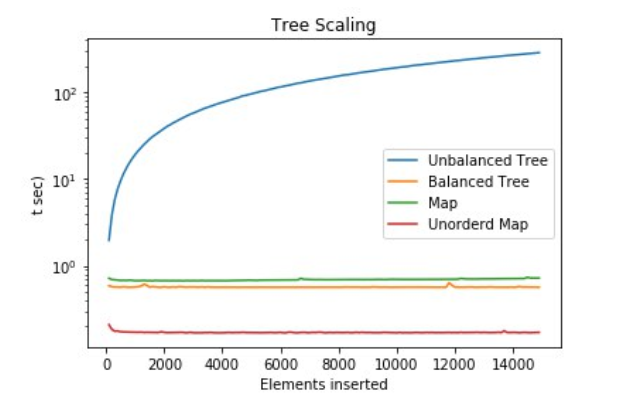 Tree Scaling
t sec)
10²
10¹
10⁰
Unbalanced Tree
Balanced Tree
Map
Unorderd Map
0 2000 4000 6000 8000 10000 12000 14000
Elements inserted